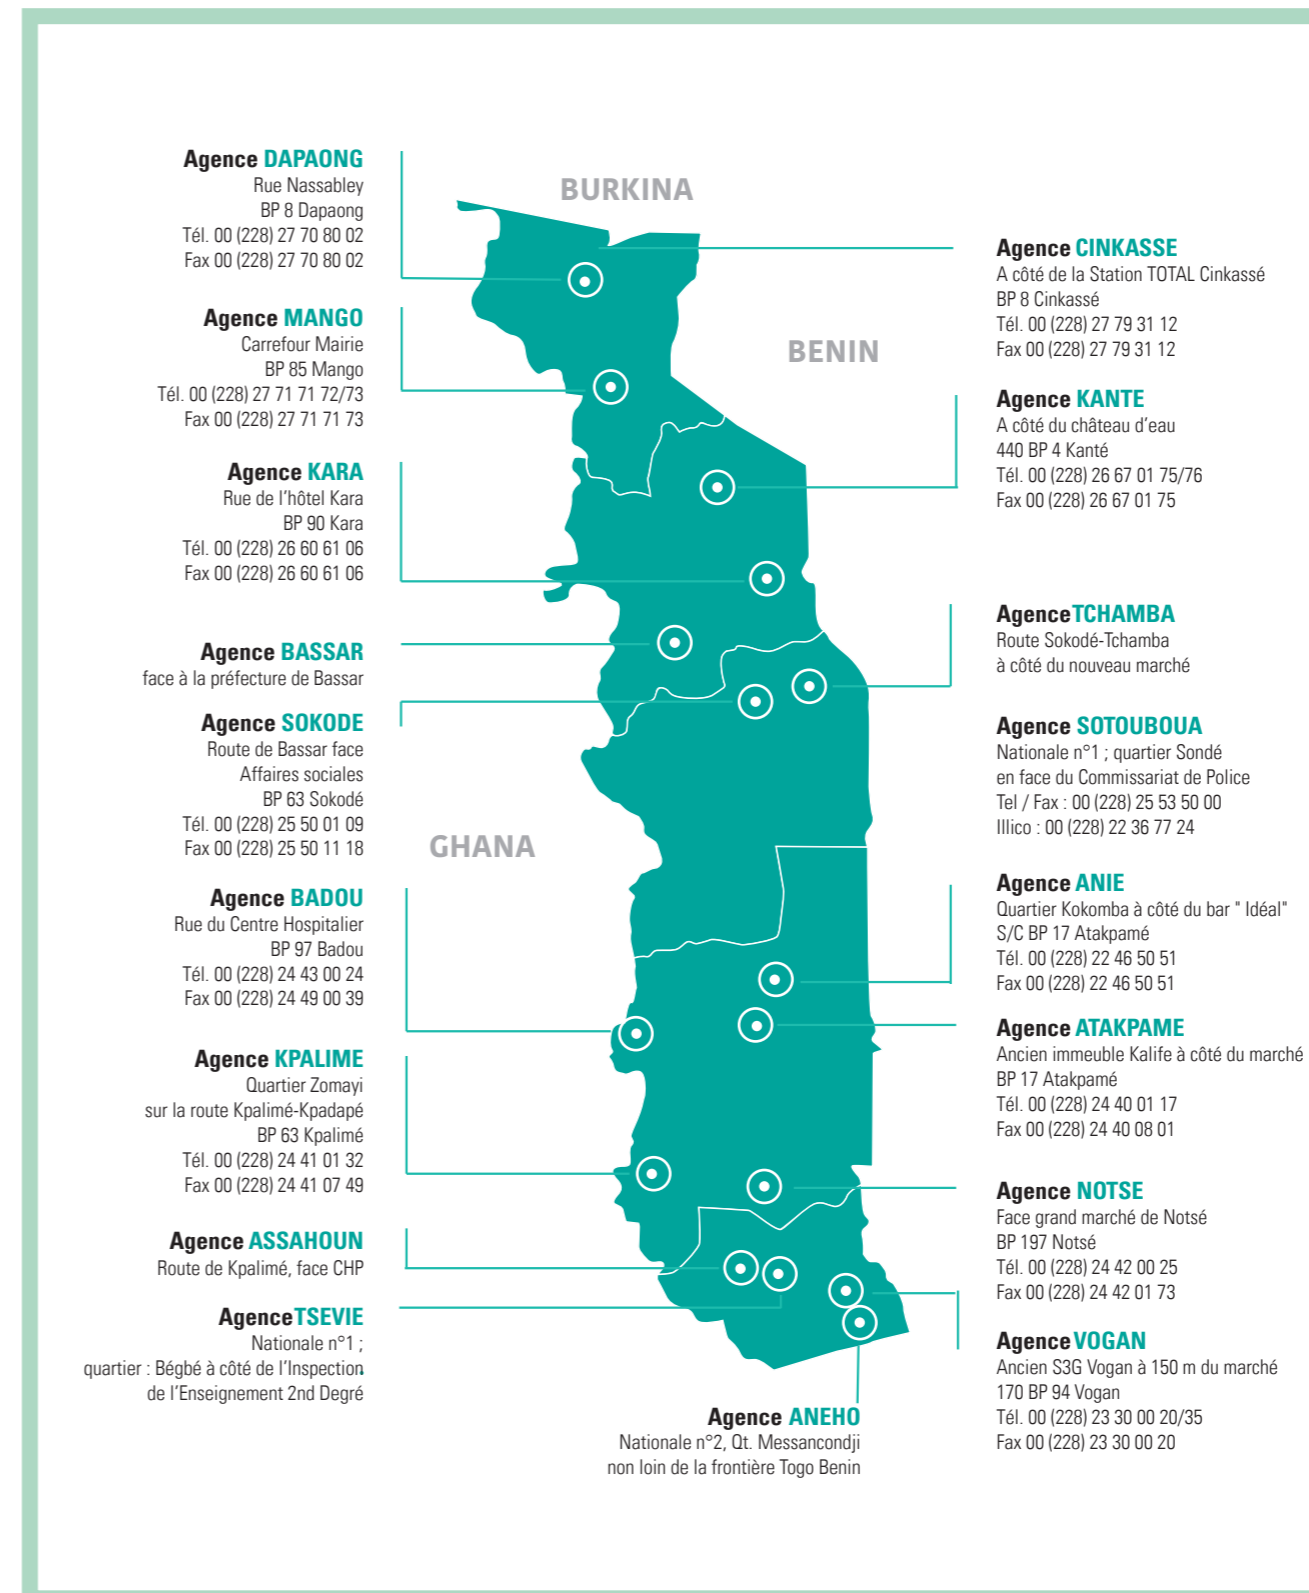 Agence DAPAONG
Rue Nassabley
BP 8 Dapaong
Tél. 00 (228) 27 70 80 02
Fax 00 (228) 27 70 80 02
Agence MANGO
Carrefour Mairie
BP 85 Mango
Tél. 00 (228) 27 71 71 72/73
Fax 00 (228) 27 71 71 73
Agence KARA
Rue de l'hôtel Kara
BP 90 Kara
Tél. 00 (228) 26 60 61 06
Fax 00 (228) 26 60 61 06
Agence BASSAR
face à la préfecture de Bassar
Agence SOKODE
Route de Bassar face
Affaires sociales
BP 63 Sokodé
Tél. 00 (228) 25 50 01 09
Fax 00 (228) 25 50 11 18
Agence BADOU
Rue du Centre Hospitalier
BP 97 Badou
Tél. 00 (228) 24 43 00 24
Fax 00 (228) 24 49 00 39
Agence KPALIME
Quartier Zomayi
sur la route Kpalimé-Kpadapé
BP 63 Kpalimé
Tél. 00 (228) 24 41 01 32
Fax 00 (228) 24 41 07 49
Agence ASSAHOUN
Route de Kpalimé, face CHP
Agence TSEVIE
Nationale n°1 ;
quartier : Bégbé à côté de l'Inspection
de l'Enseignement 2nd Degré
BURKINA
BENIN
GHANA
Agence ANEHO
Nationale n°2, Qt. Messancondji
non loin de la frontière Togo Benin
Agence CINKASSE
A côté de la Station TOTAL Cinkassé
BP 8 Cinkassé
Tél. 00 (228) 27 79 31 12
Fax 00 (228) 27 79 31 12
Agence KANTE
A côté du château d'eau
440 BP 4 Kanté
Tél. 00 (228) 26 67 01 75/76
Fax 00 (228) 26 67 01 75
Agence TCHAMBA
Route Sokodé-Tchamba
à côté du nouveau marché
Agence SOTOUBOUA
Nationale n°1 ; quartier Sondé
en face du Commissariat de Police
Tel / Fax : 00 (228) 25 53 50 00
Illico : 00 (228) 22 36 77 24
Agence ANIE
Quartier Kokomba à côté du bar " Idéal"
S/C BP 17 Atakpamé
Tél. 00 (228) 22 46 50 51
Fax 00 (228) 22 46 50 51
Agence ATAKPAME
Ancien immeuble Kalife à côté du marché
BP 17 Atakpamé
Tél. 00 (228) 24 40 01 17
Fax 00 (228) 24 40 08 01
Agence NOTSE
Face grand marché de Notsé
BP 197 Notsé
Tél. 00 (228) 24 42 00 25
Fax 00 (228) 24 42 01 73
Agence VOGAN
Ancien S3G Vogan à 150 m du marché
170 BP 94 Vogan
Tél. 00 (228) 23 30 00 20/35
Fax 00 (228) 23 30 00 20